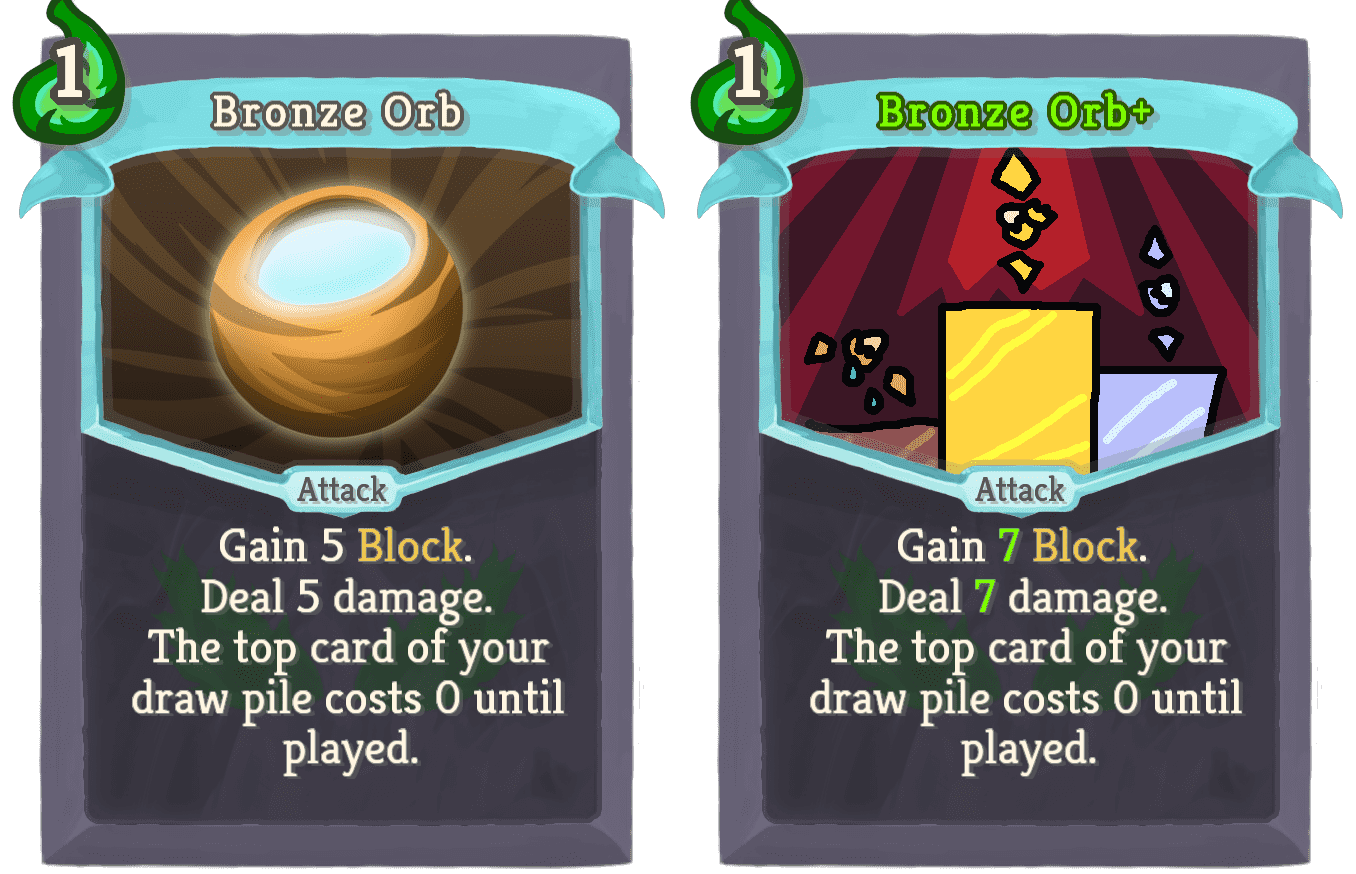 1
Bronze Orb
Attack
Gain 5 Block.
Deal 5 damage.
The top card of your
draw pile costs 0 until
played.
1
Bronze Orb+
Attack
Gain 7 Block.
Deal 7 damage.
The top card of your
draw pile costs 0 until
played.